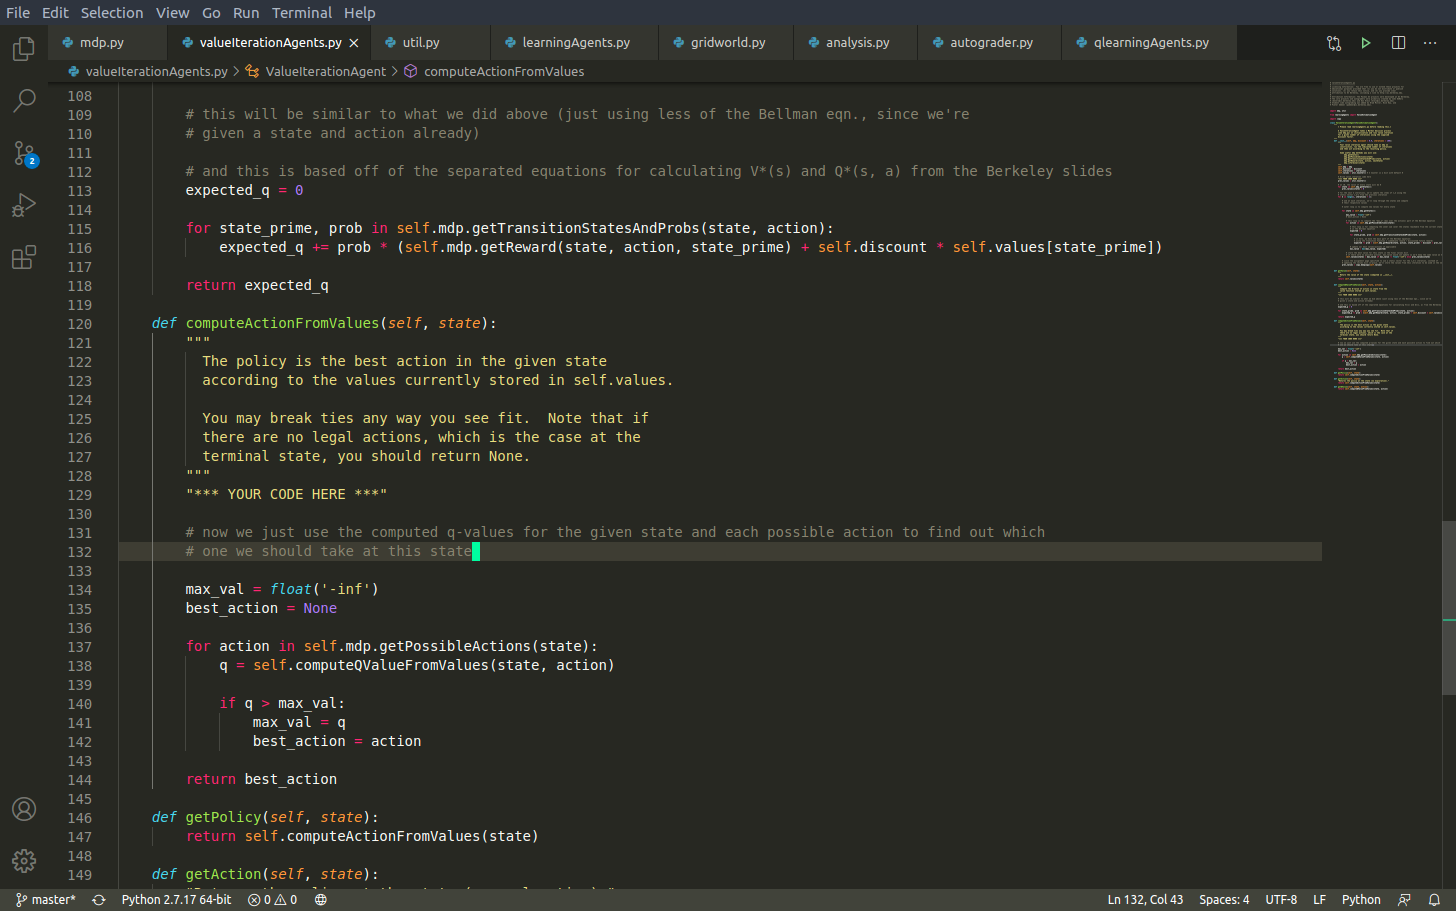 File Edit Selection View Go Run Terminal Help
mdp.py valueIterationAgents.py util.py learningAgents.py gridworld.py analysis.py autograder.py qlearningAgents.py
valueIterationAgents.py > ValueIterationAgent > computeActionFromValues
108
109 # this will be similar to what we did above (just using less of the Bellman eqn., since we're
110 # given a state and action already)
111
112 # and this is based off of the separated equations for calculating V*(s) and Q*(s, a) from the Berkeley slides
113 expected_q = 0
114
115 for state_prime, prob in self.mdp.getTransitionStatesAndProbs(state, action):
116 expected_q += prob * (self.mdp.getReward(state, action, state_prime) + self.discount * self.values[state_prime])
117
118 return expected_q
119
120 def computeActionFromValues(self, state):
121 """
122 The policy is the best action in the given state
123 according to the values currently stored in self.values.
124
125 You may break ties any way you see fit.  Note that if
126 there are no legal actions, which is the case at the
127 terminal state, you should return None.
128 """
129 "*** YOUR CODE HERE ***"
130
131 # now we just use the computed q-values for the given state and each possible action to find out which
132 # one we should take at this state
133
134 max_val = float('-inf')
135 best_action = None
136
137 for action in self.mdp.getPossibleActions(state):
138 q = self.computeQValueFromValues(state, action)
139
140 if q > max_val:
141 max_val = q
142 best_action = action
143
144 return best_action
145
146 def getPolicy(self, state):
147 return self.computeActionFromValues(state)
148
149 def getAction(self, state):
2
master* Python 2.7.17 64-bit 0 0 Ln 132, Col 43 Spaces: 4 UTF-8 LF Python